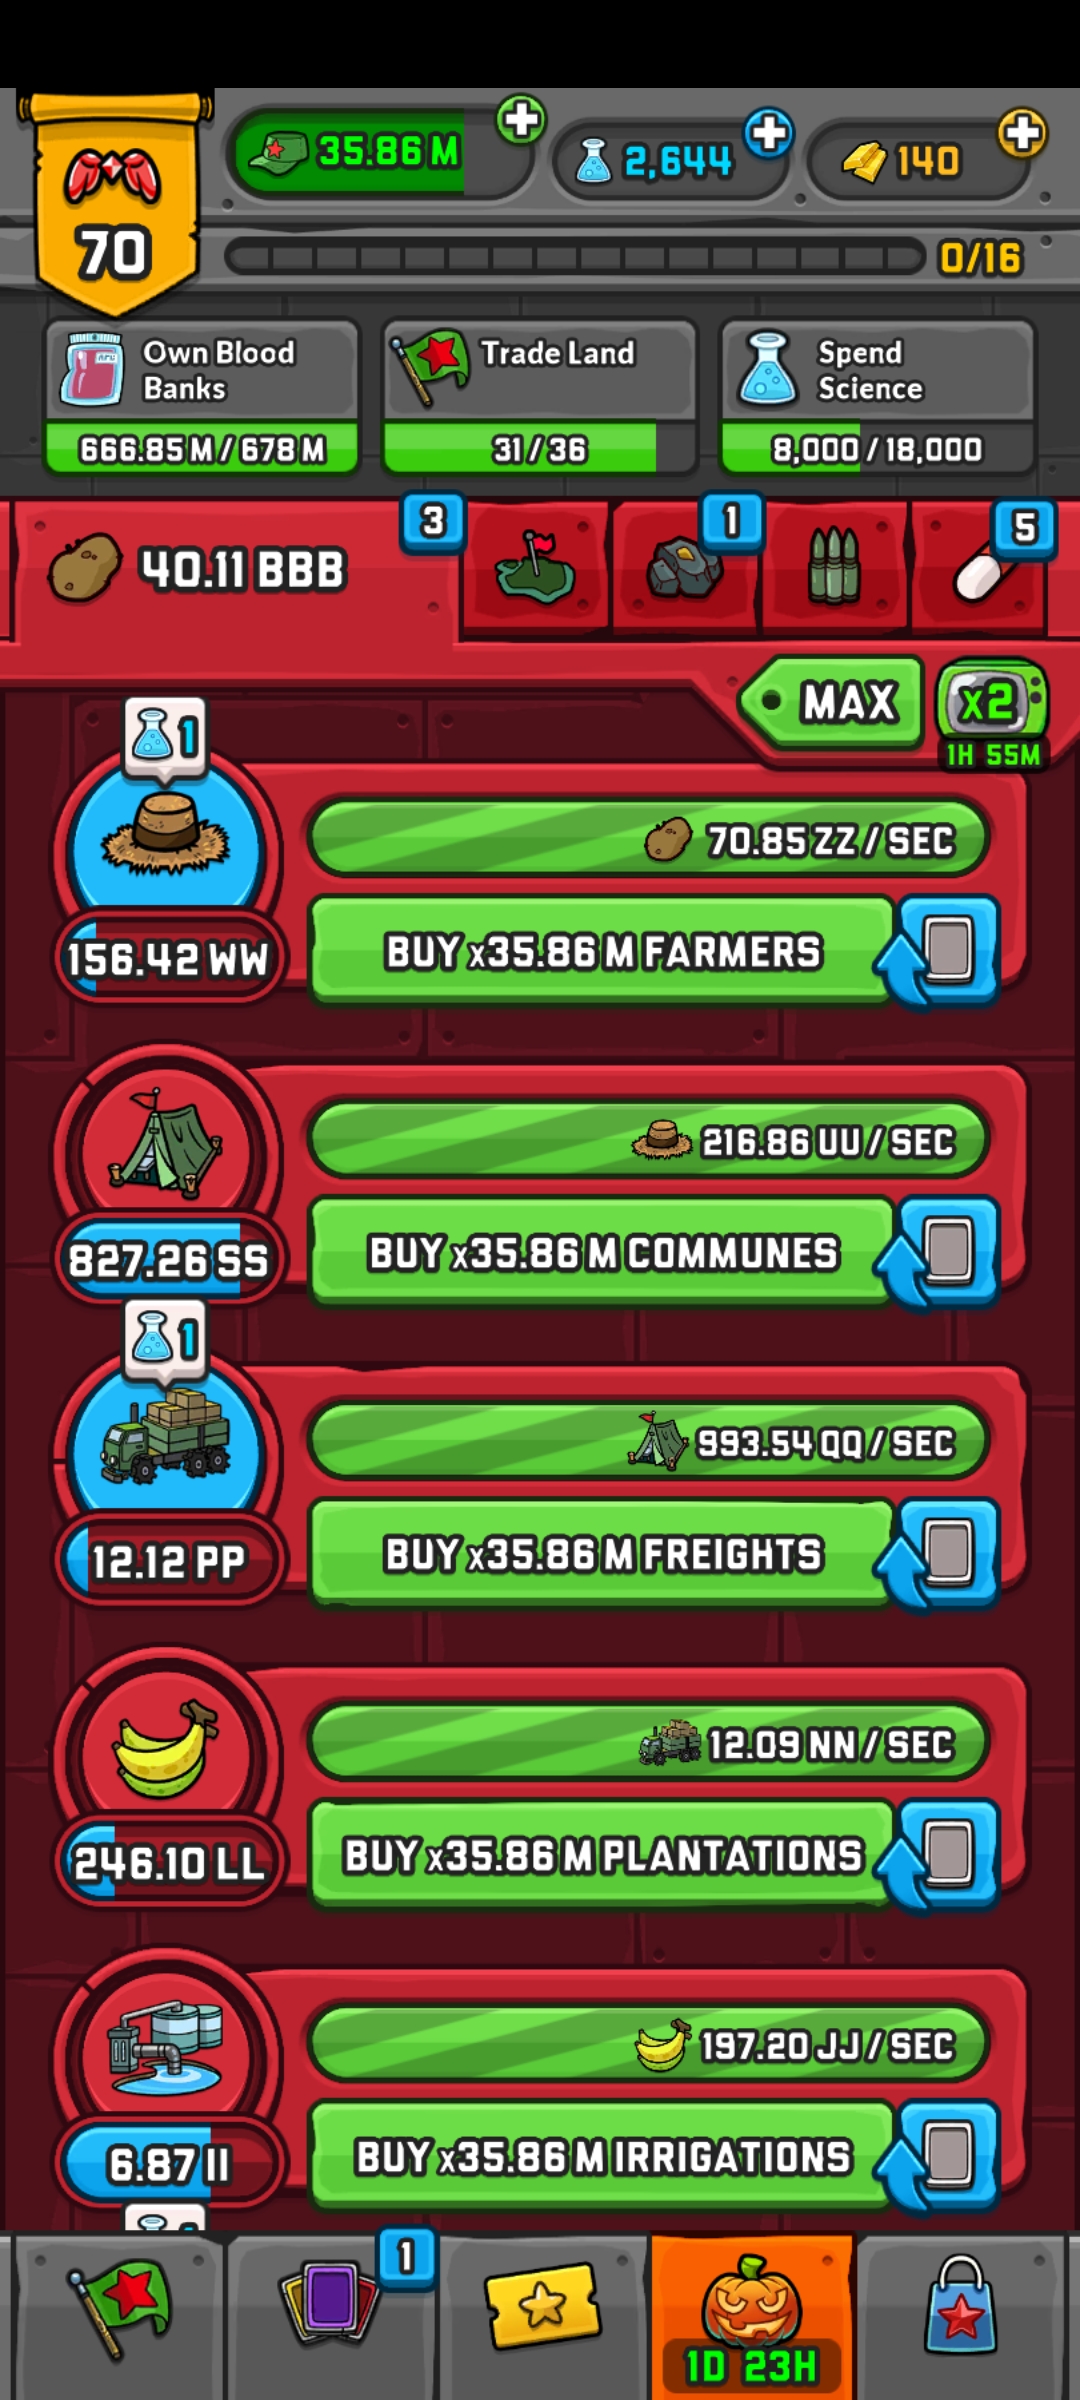 70
35.86 M
2,644
140
0/16
Own Blood
Banks
666.85 M / 678 M
Trade Land
31 / 36
Spend
Science
8,000 / 18,000
40.11 BBB
3
1
5
MAX
x2
1H 55M
1
70.85 ZZ / SEC
156.42 WW
BUY x35.86 M FARMERS
216.86 UU / SEC
827.26 SS
BUY x35.86 M COMMUNES
1
993.54 QQ / SEC
12.12 PP
BUY x35.86 M FREIGHTS
12.09 NN / SEC
246.10 LL
BUY x35.86 M PLANTATIONS
197.20 JJ / SEC
6.87 II
BUY x35.86 M IRRIGATIONS
1
1D 23H